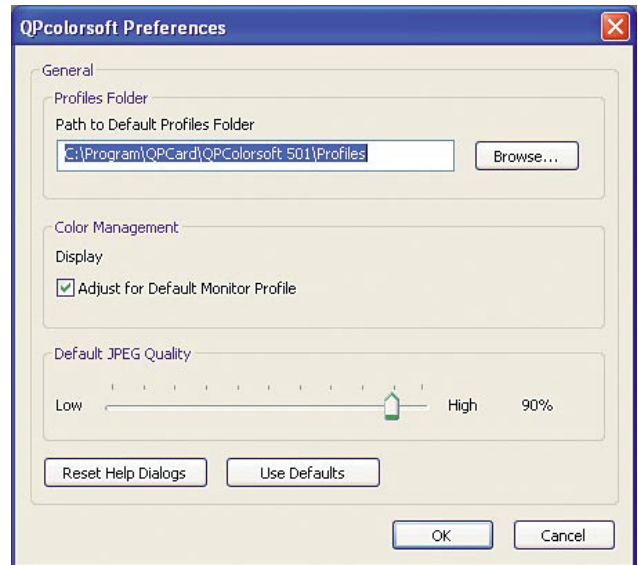 QPcolorsoft Preferences
General
Profiles Folder
Path to Default Profiles Folder
C:\Program\QPCard\QPColorsoft 501\Profiles
Browse...
Color Management
Display
Adjust for Default Monitor Profile
Default JPEG Quality
Low High 90%
Reset Help Dialogs Use Defaults
OK Cancel